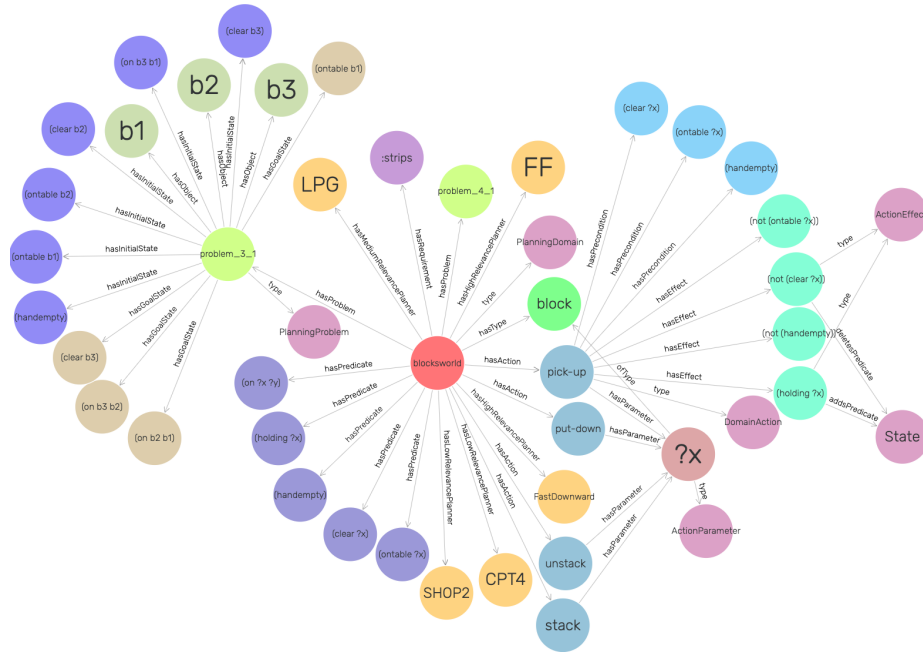 (clear b3)
(on b3 b1)
b2
b3
(ontable b1)
(clear b2)
b1
hasInitialState
hasObject
hasInitialState
hasObject
hasGoalState
hasInitialState
hasObject
(ontable b2)
hasInitialState
(ontable b1)
hasInitialState
problem_3_1
hasInitialState
(handempty)
hasGoalState
hasGoalState
hasGoalState
(clear b3)
(on b3 b2)
(on b2 b1)
type
PlanningProblem
hasProblem
LPG
:strips
problem_4_1
FF
PlanningDomain
block
hasMediumRelevancePlanner
hasRequirement
hasProblem
hasHighRelevancePlanner
type
hasType
blocksworld
hasAction
pick-up
hasPredicate
(on ?x ?y)
hasPredicate
(holding ?x)
hasPredicate
(handempty)
hasPredicate
(clear ?x)
hasPredicate
(ontable ?x)
hasLowRelevancePlanner
SHOP2
hasLowRelevancePlanner
CPT4
hasAction
stack
hasAction
unstack
hasHighRelevancePlanner
FastDownward
hasAction
put-down
(clear ?x)
(ontable ?x)
(handempty)
hasPrecondition
hasPrecondition
hasPrecondition
(not (ontable ?x))
hasEffect
(not (clear ?x))
hasEffect
(not (handempty))
hasEffect
(holding ?x)
hasEffect
type
ActionEffect
type
deletesPredicate
addsPredicate
State
type
DomainAction
ofType
hasParameter
hasParameter
hasParameter
hasParameter
?x
type
ActionParameter